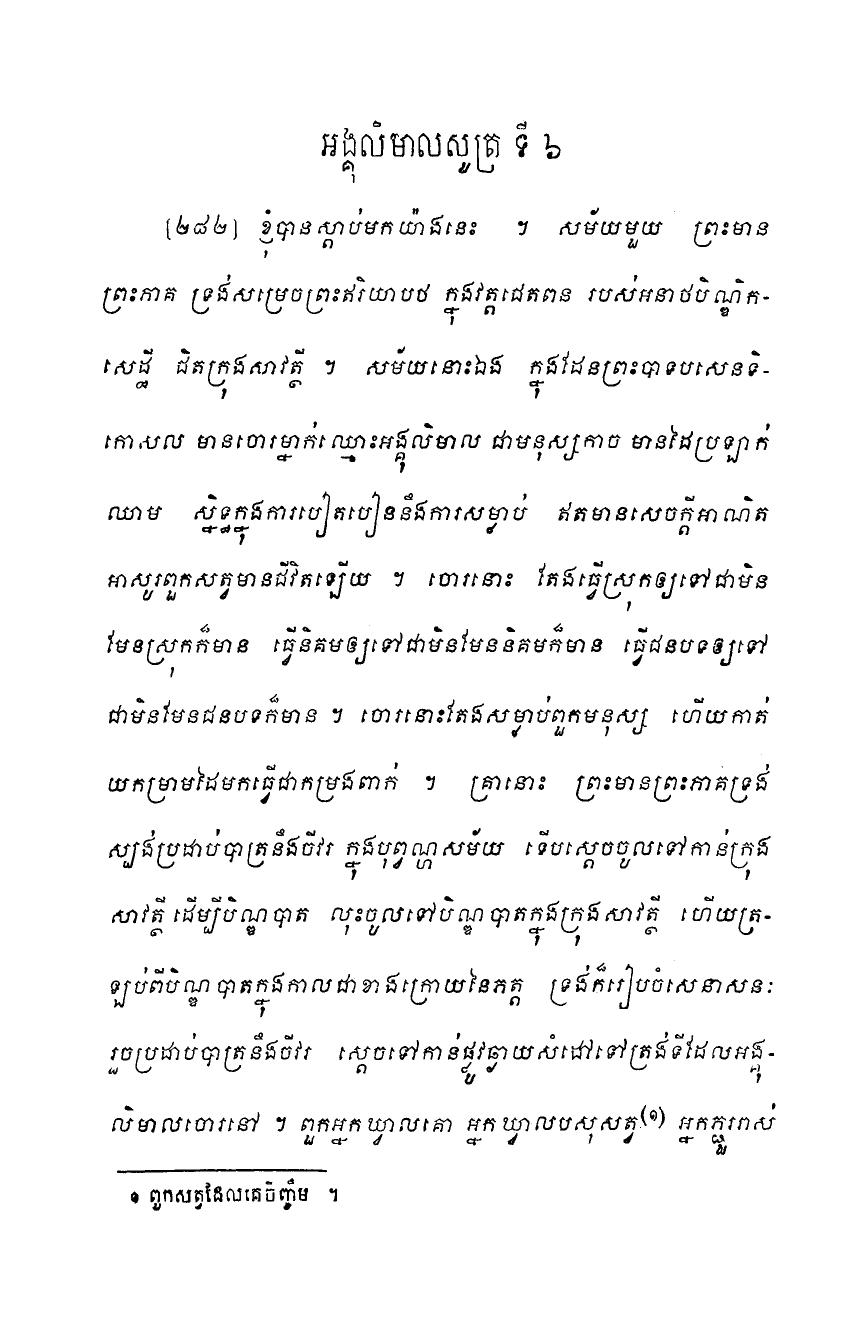 អង្គុលិមាលសូត្រ ទី ៦
[២៨២] ខ្ញុំបានស្តាប់មកយ៉ាងនេះ ។ សម័យមួយ ព្រះមាន
ព្រះភាគ ទ្រង់សម្រេចព្រះឥរិយាបថ ក្នុងវត្តជេតពន របស់អនាថបិណ្ឌិក-
សេដ្ឋី ជិតក្រុងសាវត្ថី ។ សម័យនោះឯង ក្នុងដែនព្រះបាទបសេនទិ-
កោសល មានចោរម្នាក់ឈ្មោះអង្គុលិមាល ជាមនុស្សកាច មានដៃប្រឡាក់
ឈាម ស្និទ្ធក្នុងការបៀតបៀននឹងការសម្លាប់ ឥតមានសេចក្តីអាណិត
អាសូរពួកសត្វមានជីវិតឡើយ ។ ចោរនោះ តែងធ្វើស្រុកឲ្យទៅជាមិន
មែនស្រុកក៏មាន ធ្វើនិគមឲ្យទៅជាមិនមែននិគមក៏មាន ធ្វើជនបទឲ្យទៅ
ជាមិនមែនជនបទក៏មាន ។ ចោរនោះតែងសម្លាប់ពួកមនុស្ស ហើយកាត់
យកម្រាមដៃមកធ្វើជាកម្រងពាក់ ។ គ្រានោះ ព្រះមានព្រះភាគទ្រង់
ស្បង់ប្រដាប់បាត្រនឹងចីវរ ក្នុងបុព្វណ្ហសម័យ ទើបស្តេចចូលទៅកាន់ក្រុង
សាវត្ថី ដើម្បីបិណ្ឌបាត លុះចូលទៅបិណ្ឌបាតក្នុងក្រុងសាវត្ថី ហើយត្រ-
ឡប់ពីបិណ្ឌបាតក្នុងកាលជាខាងក្រោយនៃភត្ត ទ្រង់ក៏រៀបចំសេនាសនៈ
រួចប្រដាប់បាត្រនឹងចីវរ ស្តេចទៅកាន់ផ្លូវឆ្ងាយសំដៅទៅត្រង់ទីដែលអង្គុ-
លិមាលចោរនៅ ។ ពួកអ្នកឃ្វាលគោ អ្នកឃ្វាលបសុសត្វ(១) អ្នកភ្ជួររាស់
១ ពួកសត្វដែលគេចិញ្ចឹម ។